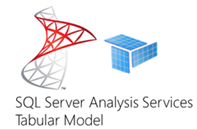 SQL Server Analysis Services
Tabular Model